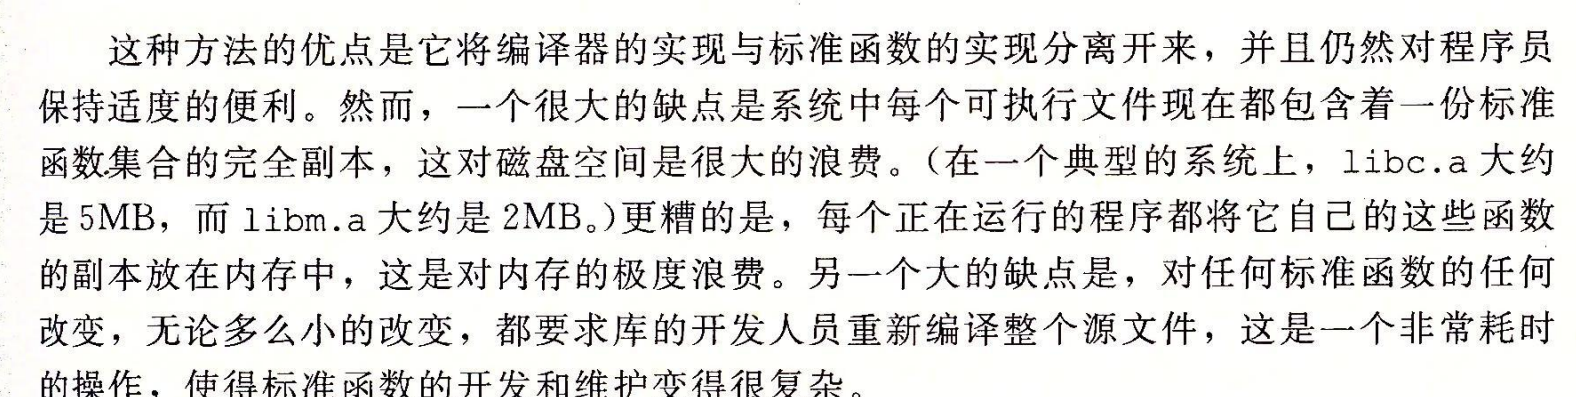 这种方法的优点是它将编译器的实现与标准函数的实现分离开来，并且仍然对程序员
保持适度的便利。然而，一个很大的缺点是系统中每个可执行文件现在都包含着一份标准
函数集合的完全副本，这对磁盘空间是很大的浪费。（在一个典型的系统上，libc.a 大约
是 5MB，而 libm.a 大约是 2MB。）更糟的是，每个正在运行的程序都将它自己的这些函数
的副本放在内存中，这是对内存的极度浪费。另一个大的缺点是，对任何标准函数的任何
改变，无论多么小的改变，都要求库的开发人员重新编译整个源文件，这是一个非常耗时
的操作，使得标准函数的开发和维护变得很复杂。